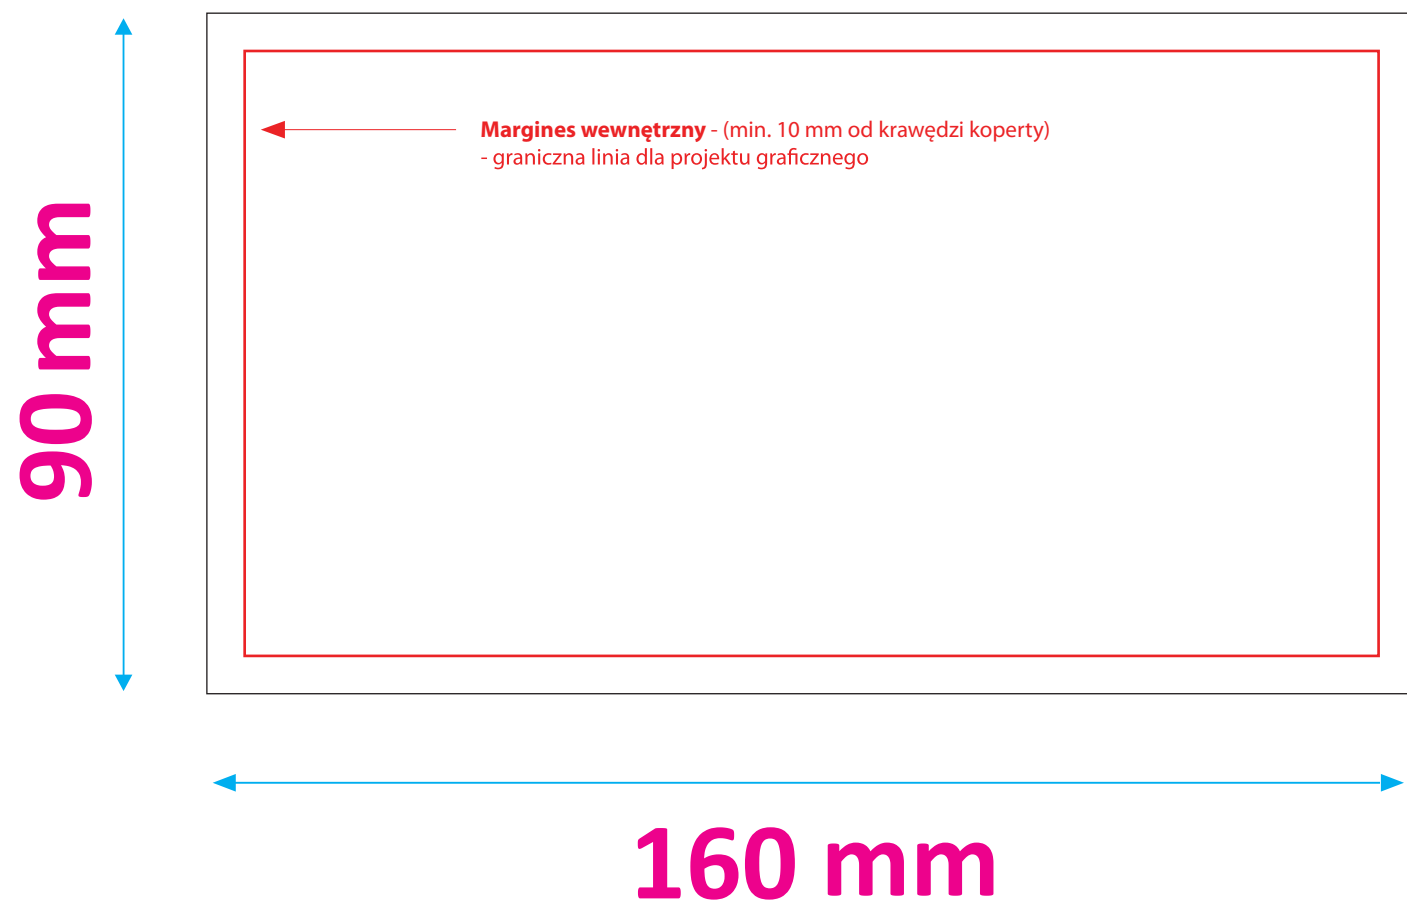 Margines wewnętrzny - (min. 10 mm od krawędzi koperty)
- graniczna linia dla projektu graficznego
90 mm
160 mm